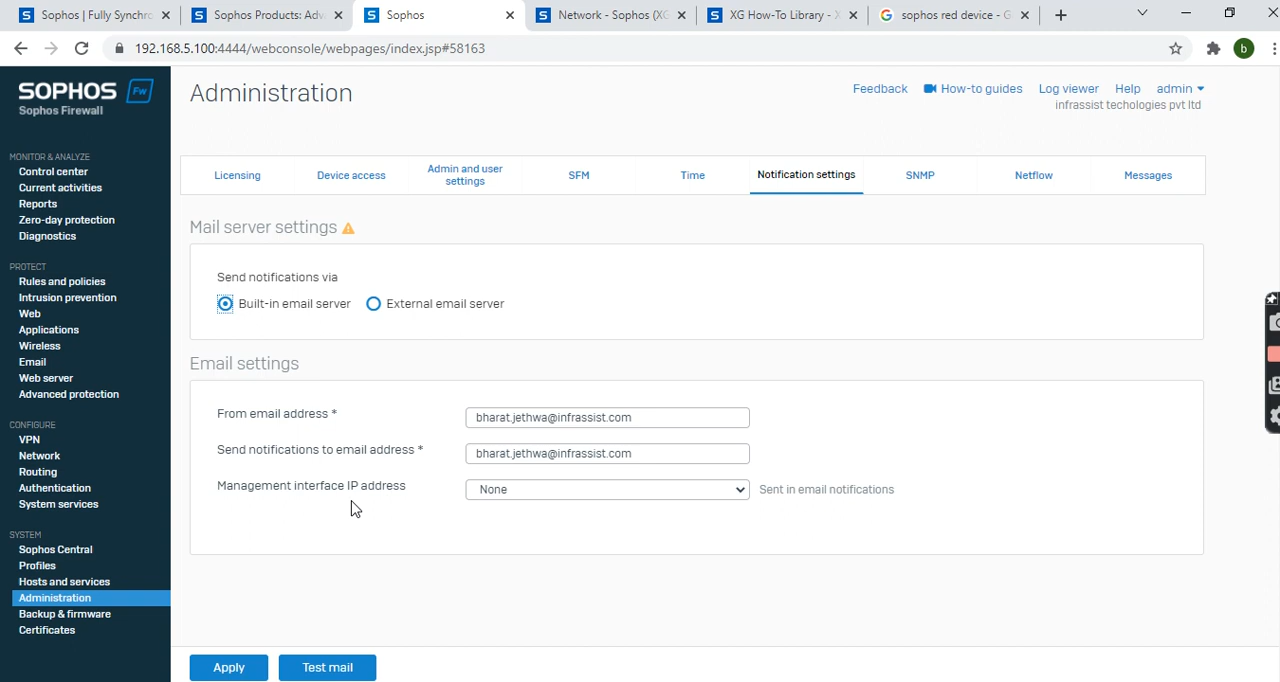 Sophos | Fully Synchro
Sophos Products: Adv
Sophos
Network - Sophos (XG
XG How-To Library - X
sophos red device - G
192.168.5.100:4444/webconsole/webpages/index.jsp#58163
b
SOPHOS Fw
Sophos Firewall
MONITOR & ANALYZE
Control center
Current activities
Reports
Zero-day protection
Diagnostics
PROTECT
Rules and policies
Intrusion prevention
Web
Applications
Wireless
Email
Web server
Advanced protection
CONFIGURE
VPN
Network
Routing
Authentication
System services
SYSTEM
Sophos Central
Profiles
Hosts and services
Administration
Backup & firmware
Certificates
Administration
Feedback How-to guides Log viewer Help admin
infrassist techologies pvt ltd
Licensing
Device access
Admin and user
settings
SFM
Time
Notification settings
SNMP
Netflow
Messages
Mail server settings
Send notifications via
Built-in email server External email server
Email settings
From email address * bharat.jethwa@infrassist.com
Send notifications to email address * bharat.jethwa@infrassist.com
Management interface IP address None Sent in email notifications
Apply Test mail